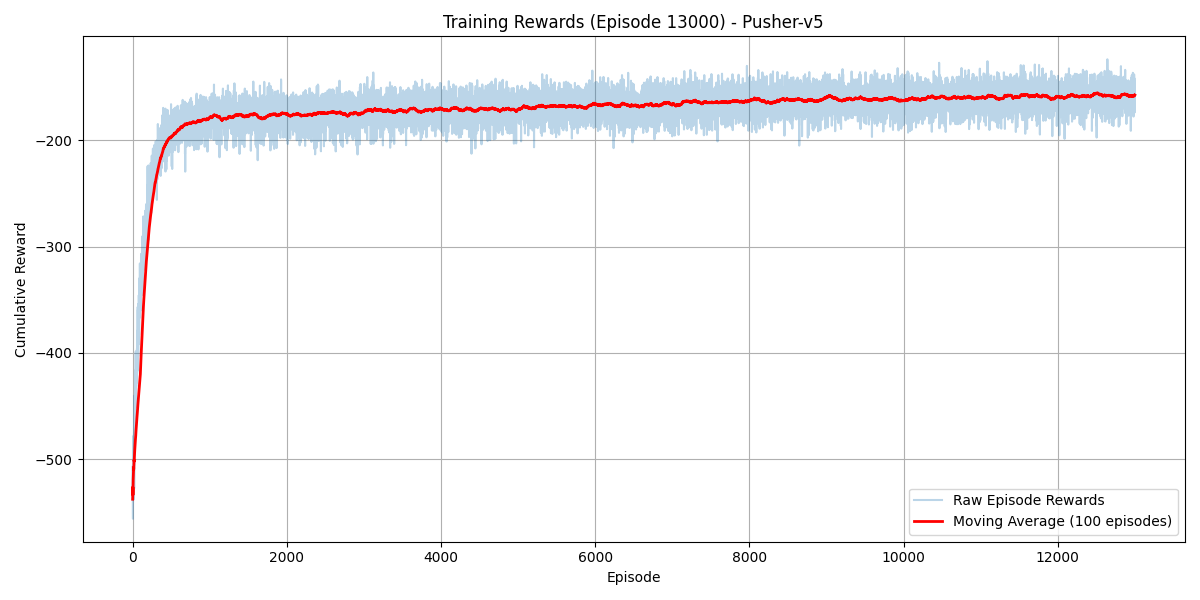 Training Rewards (Episode 13000) - Pusher-v5
Cumulative Reward
−200
−300
−400
−500
0
2000
4000
6000
8000
10000
12000
Episode
Raw Episode Rewards
Moving Average (100 episodes)